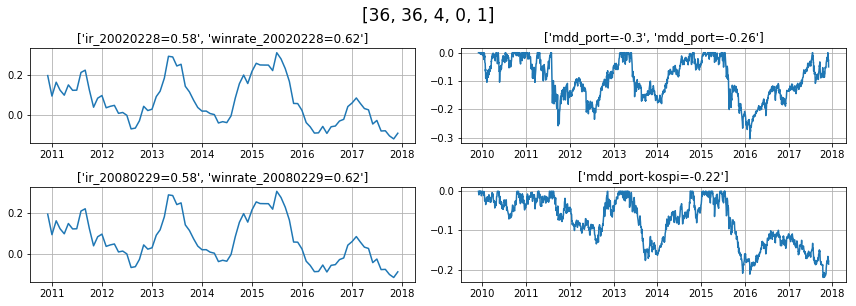 [36, 36, 4, 0, 1]
['ir_20020228=0.58', 'winrate_20020228=0.62']
0.2
0.0
2011 2012 2013 2014 2015 2016 2017 2018
['mdd_port=-0.3', 'mdd_port=-0.26']
0.0
−0.1
−0.2
−0.3
2010 2011 2012 2013 2014 2015 2016 2017 2018
['ir_20080229=0.58', 'winrate_20080229=0.62']
0.2
0.0
2011 2012 2013 2014 2015 2016 2017 2018
['mdd_port-kospi=-0.22']
0.0
−0.1
−0.2
2010 2011 2012 2013 2014 2015 2016 2017 2018